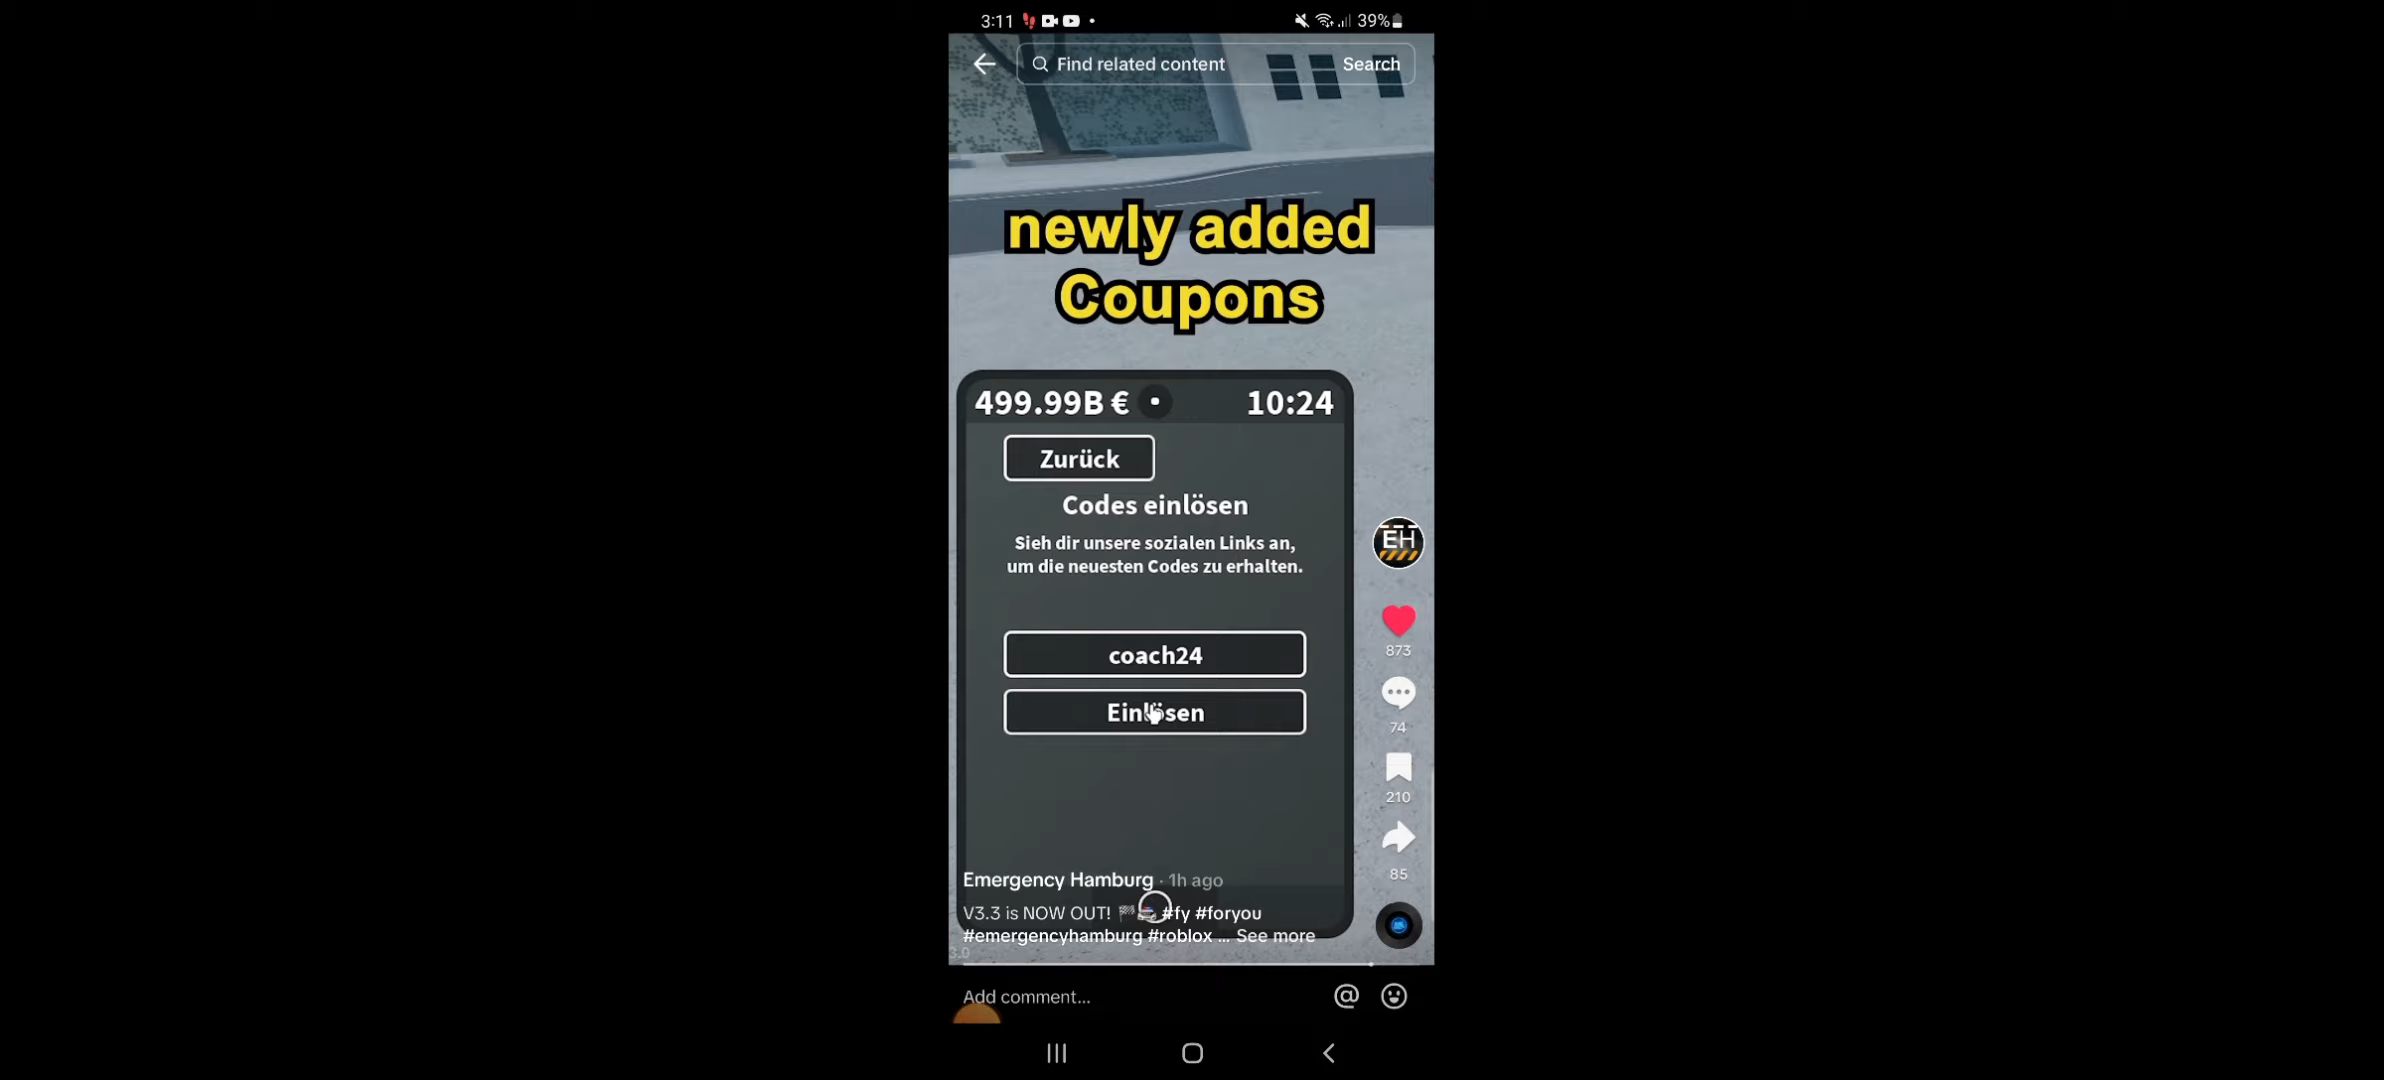 3:11
39%
Find related content
Search
newly added
Coupons
499.99B €
10:24
Zurück
Codes einlösen
Sieh dir unsere sozialen Links an,
um die neuesten Codes zu erhalten.
coach24
Einlösen
EH
873
74
210
85
Emergency Hamburg · 1h ago
V3.3 is NOW OUT! 🏁🚔 #fy #foryou
#emergencyhamburg #roblox ... See more
3.0
Add comment...